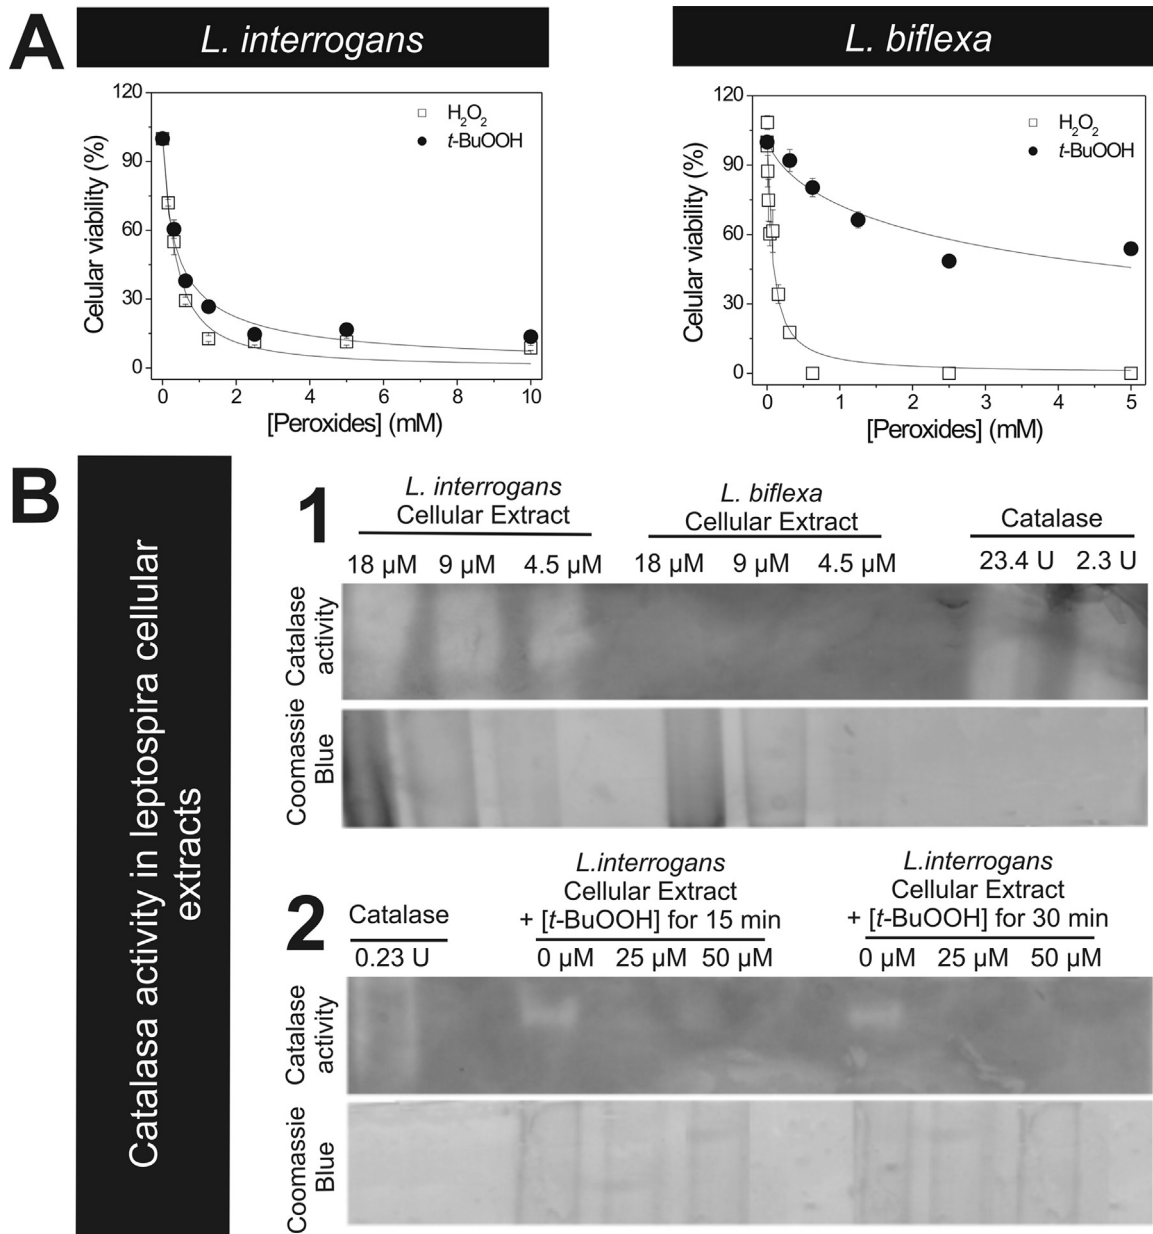 A
L. interrogans
120
90
60
30
0
Cellular viability (%)
H₂O₂
t-BuOOH
0 2 4 6 8 10
[Peroxides] (mM)
L. biflexa
120
90
60
30
0
Cellular viability (%)
H₂O₂
t-BuOOH
0 1 2 3 4 5
[Peroxides] (mM)
B
Catalasa activity in leptospira cellular
extracts
1
L. interrogans
Cellular Extract
18 µM 9 µM 4.5 µM
L. biflexa
Cellular Extract
18 µM 9 µM 4.5 µM
Catalase
23.4 U 2.3 U
Catalase
activity
Coomassie
Blue
2
Catalase
0.23 U
L.interrogans
Cellular Extract
+ [t-BuOOH] for 15 min
0 µM 25 µM 50 µM
L.interrogans
Cellular Extract
+ [t-BuOOH] for 30 min
0 µM 25 µM 50 µM
Catalase
activity
Coomassie
Blue